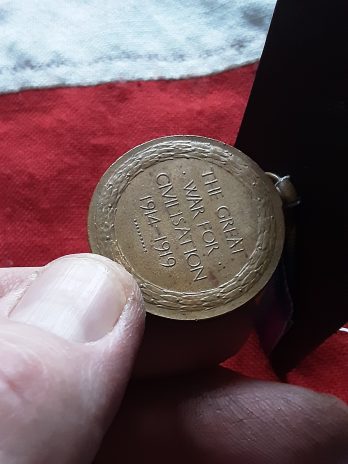 THE GREAT
WAR FOR
CIVILISATION
1914-1919